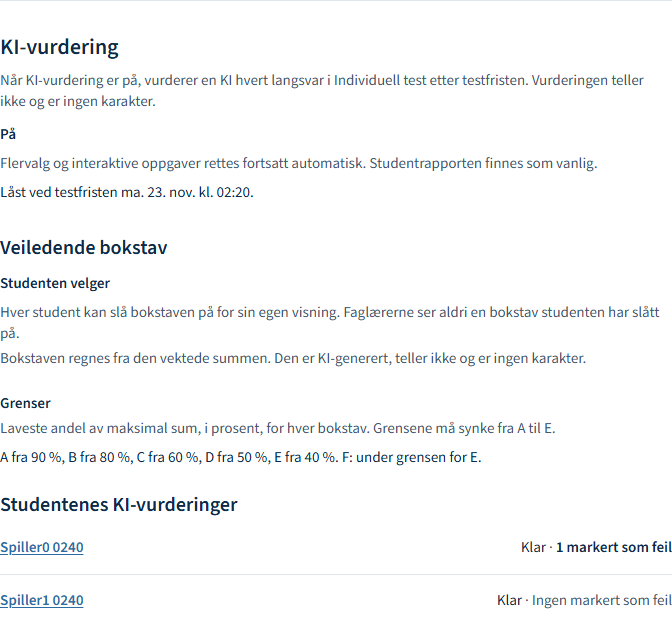 KI-vurdering
Når KI-vurdering er på, vurderer en KI hvert langsvar i Individuell test etter testfristen. Vurderingen teller
ikke og er ingen karakter.
På
Flervalg og interaktive oppgaver rettes fortsatt automatisk. Studentrapporten finnes som vanlig.
Låst ved testfristen ma. 23. nov. kl. 02:20.
Veiledende bokstav
Studenten velger
Hver student kan slå bokstaven på for sin egen visning. Faglærerne ser aldri en bokstav studenten har slått
på.
Bokstaven regnes fra den vektede summen. Den er KI-generert, teller ikke og er ingen karakter.
Grenser
Laveste andel av maksimal sum, i prosent, for hver bokstav. Grensene må synke fra A til E.
A fra 90 %, B fra 80 %, C fra 60 %, D fra 50 %, E fra 40 %. F: under grensen for E.
Studentenes KI-vurderinger
Spiller0 0240 Klar · 1 markert som feil
Spiller1 0240 Klar · Ingen markert som feil